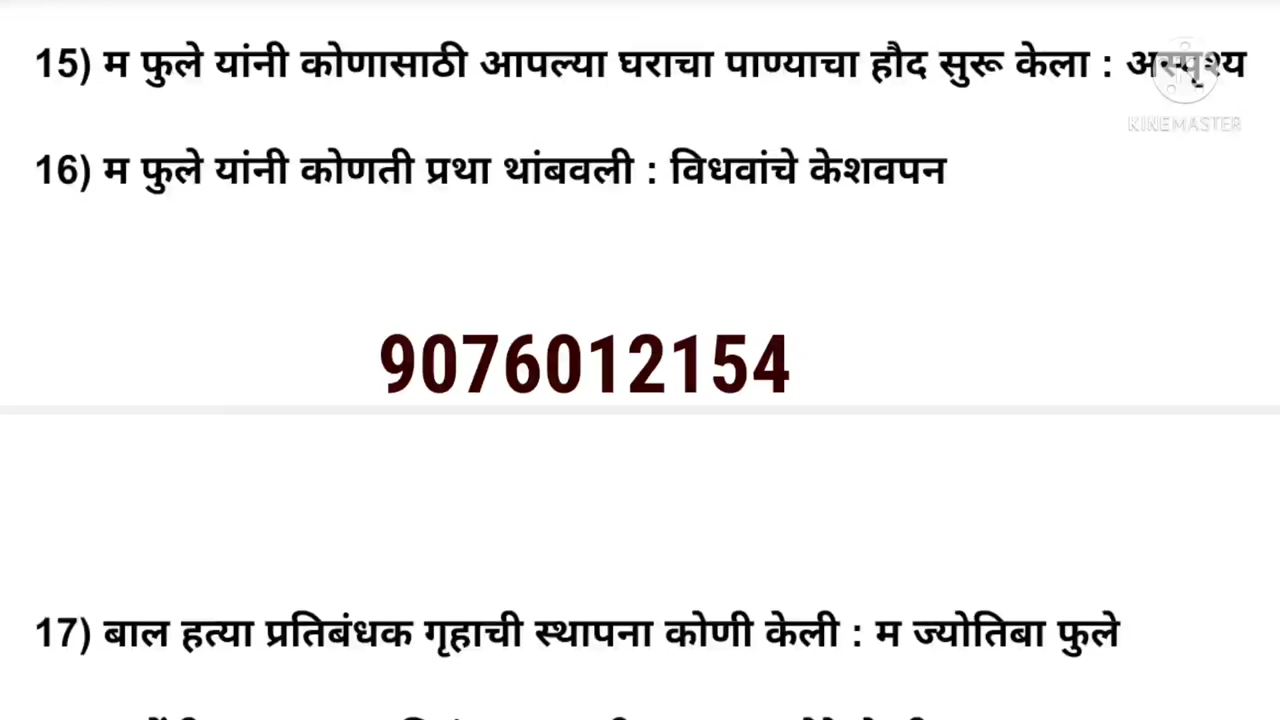 15) म फुले यांनी कोणासाठी आपल्या घराचा पाण्याचा हौद सुरू केला : अस्पृश्य
KINEMASTER
16) म फुले यांनी कोणती प्रथा थांबवली : विधवांचे केशवपन
9076012154
17) बाल हत्या प्रतिबंधक गृहाची स्थापना कोणी केली : म ज्योतिबा फुले